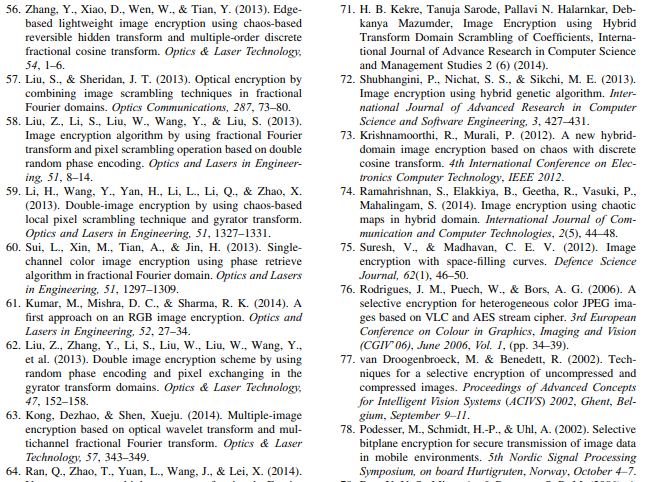 56. Zhang, Y., Xiao, D., Wen, W., & Tian, Y. (2013). Edge-
based lightweight image encryption using chaos-based
reversible hidden transform and multiple-order discrete
fractional cosine transform. Optics & Laser Technology,
54, 1–6.
57. Liu, S., & Sheridan, J. T. (2013). Optical encryption by
combining image scrambling techniques in fractional
Fourier domains. Optics Communications, 287, 73–80.
58. Liu, Z., Li, S., Liu, W., Wang, Y., & Liu, S. (2013).
Image encryption algorithm by using fractional Fourier
transform and pixel scrambling operation based on double
random phase encoding. Optics and Lasers in Engineer-
ing, 51, 8–14.
59. Li, H., Wang, Y., Yan, H., Li, L., Li, Q., & Zhao, X.
(2013). Double-image encryption by using chaos-based
local pixel scrambling technique and gyrator transform.
Optics and Lasers in Engineering, 51, 1327–1331.
60. Sui, L., Xin, M., Tian, A., & Jin, H. (2013). Single-
channel color image encryption using phase retrieve
algorithm in fractional Fourier domain. Optics and Lasers
in Engineering, 51, 1297–1309.
61. Kumar, M., Mishra, D. C., & Sharma, R. K. (2014). A
first approach on an RGB image encryption. Optics and
Lasers in Engineering, 52, 27–34.
62. Liu, Z., Zhang, Y., Li, S., Liu, W., Liu, W., Wang, Y.,
et al. (2013). Double image encryption scheme by using
random phase encoding and pixel exchanging in the
gyrator transform domains. Optics & Laser Technology,
47, 152–158.
63. Kong, Dezhao, & Shen, Xueju. (2014). Multiple-image
encryption based on optical wavelet transform and mul-
tichannel fractional Fourier transform. Optics & Laser
Technology, 57, 343–349.
64. Ran, Q., Zhao, T., Yuan, L., Wang, J., & Lei, X. (2014).
71. H. B. Kekre, Tanuja Sarode, Pallavi N. Halarnkar, Deb-
kanya Mazumder, Image Encryption using Hybrid
Transform Domain Scrambling of Coefficients, Interna-
tional Journal of Advance Research in Computer Science
and Management Studies 2 (6) (2014).
72. Shubhangini, P., Nichat, S. S., & Sikchi, M. E. (2013).
Image encryption using hybrid genetic algorithm. Inter-
national Journal of Advanced Research in Computer
Science and Software Engineering, 3, 427–431.
73. Krishnamoorthi, R., Murali, P. (2012). A new hybrid-
domain image encryption based on chaos with discrete
cosine transform. 4th International Conference on Elec-
tronics Computer Technology, IEEE 2012.
74. Ramahrishnan, S., Elakkiya, B., Geetha, R., Vasuki, P.,
Mahalingam, S. (2014). Image encryption using chaotic
maps in hybrid domain. International Journal of Com-
munication and Computer Technologies, 2(5), 44–48.
75. Suresh, V., & Madhavan, C. E. V. (2012). Image
encryption with space-filling curves. Defence Science
Journal, 62(1), 46–50.
76. Rodrigues, J. M., Puech, W., & Bors, A. G. (2006). A
selective encryption for heterogeneous color JPEG ima-
ges based on VLC and AES stream cipher. 3rd European
Conference on Colour in Graphics, Imaging and Vision
(CGIV'06), June 2006, Vol. 1, (pp. 34–39).
77. van Droogenbroeck, M. & Benedett, R. (2002). Tech-
niques for a selective encryption of uncompressed and
compressed images. Proceedings of Advanced Concepts
for Intelligent Vision Systems (ACIVS) 2002, Ghent, Bel-
gium, September 9–11.
78. Podesser, M., Schmidt, H.-P., & Uhl, A. (2002). Selective
bitplane encryption for secure transmission of image data
in mobile environments. 5th Nordic Signal Processing
Symposium, on board Hurtigruten, Norway, October 4–7.